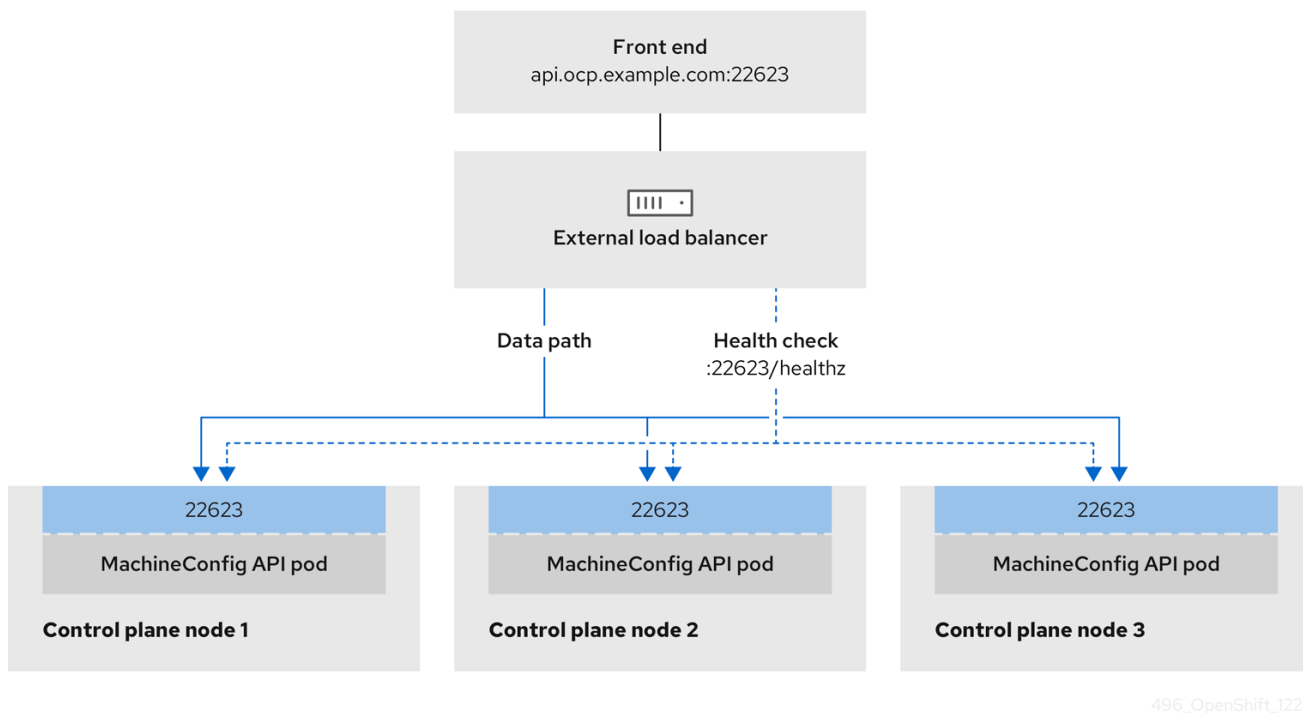 Front end
api.ocp.example.com:22623
External load balancer
Data path
Health check
:22623/healthz
22623
MachineConfig API pod
Control plane node 1
22623
MachineConfig API pod
Control plane node 2
22623
MachineConfig API pod
Control plane node 3
496_OpenShift_122